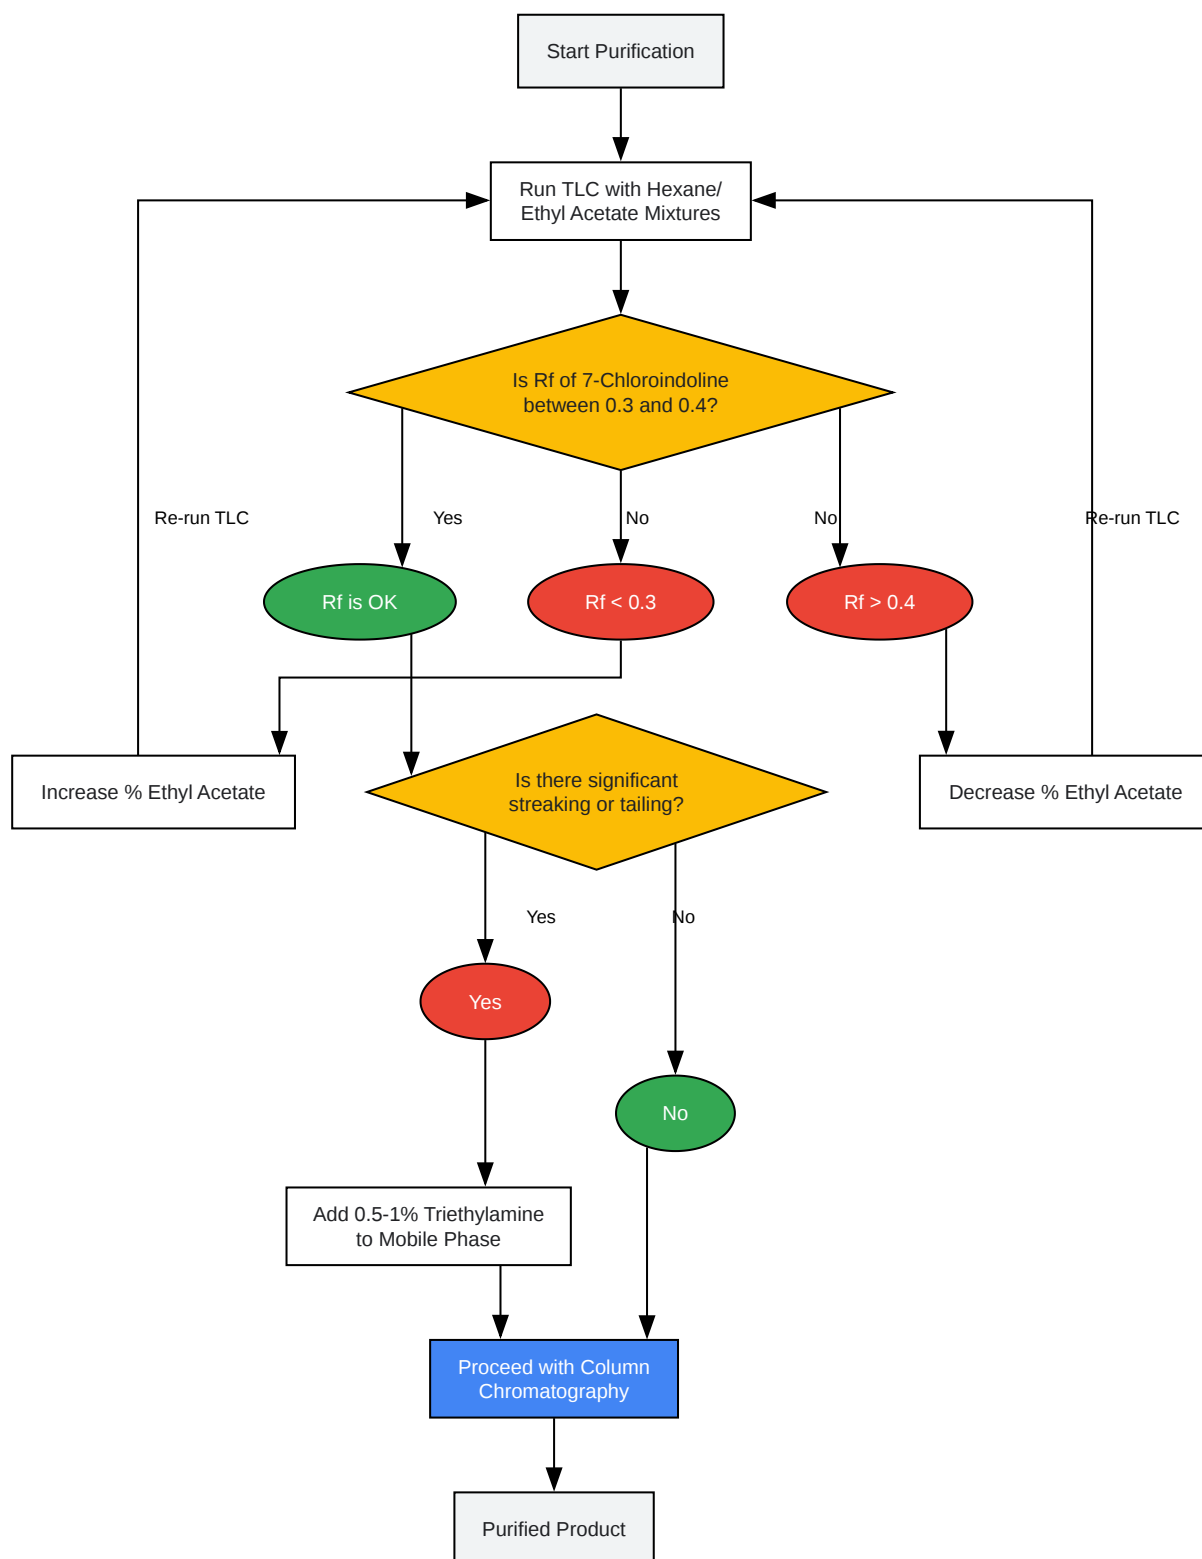 Start Purification
Run TLC with Hexane/
Ethyl Acetate Mixtures
Is Rf of 7-Chloroindoline
between 0.3 and 0.4?
Re-run TLC
Yes
No
No
Re-run TLC
Rf is OK
Rf < 0.3
Rf > 0.4
Increase % Ethyl Acetate
Is there significant
streaking or tailing?
Decrease % Ethyl Acetate
Yes
No
Yes
No
Add 0.5-1% Triethylamine
to Mobile Phase
Proceed with Column
Chromatography
Purified Product